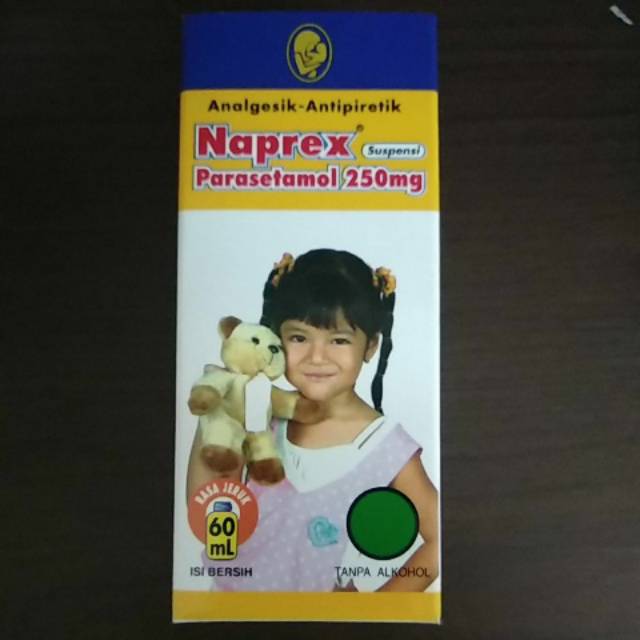 Analgesik-Antipiretik
Naprex® Suspensi
Parasetamol 250mg
RASA JERUK
60
mL
ISI BERSIH
TANPA ALKOHOL